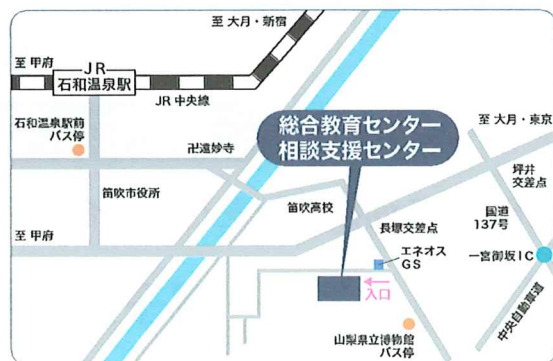 至 大月・新宿
至 甲府
JR
石和温泉駅
JR 中央線
石和温泉駅前
バス停
卍遠妙寺
総合教育センター
相談支援センター
至 大月・東京
坪井
交差点
笛吹市役所
笛吹高校
長塚交差点
国道
137号
至 甲府
エネオス
GS
一宮御坂IC
入口
山梨県立博物館
バス停
中央自動車道